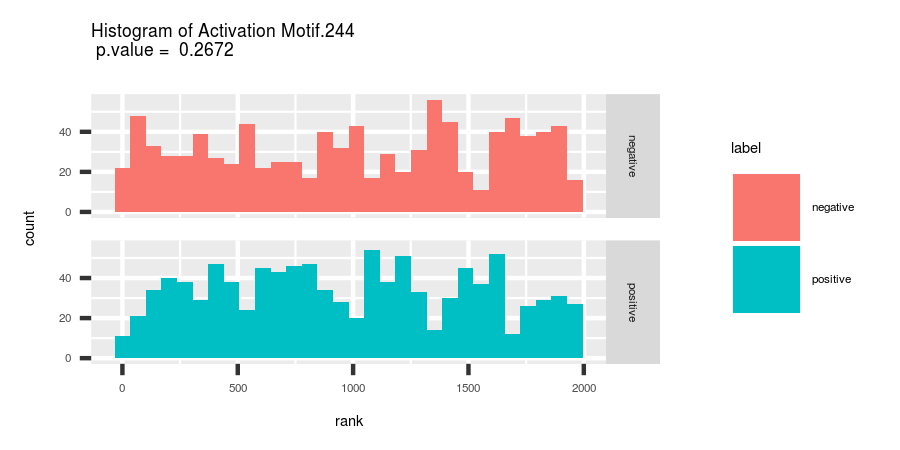 Histogram of Activation Motif.244
p.value = 0.2672
count
40
20
0
negative
40
20
0
positive
0 500 1000 1500 2000
rank
label
negative
positive